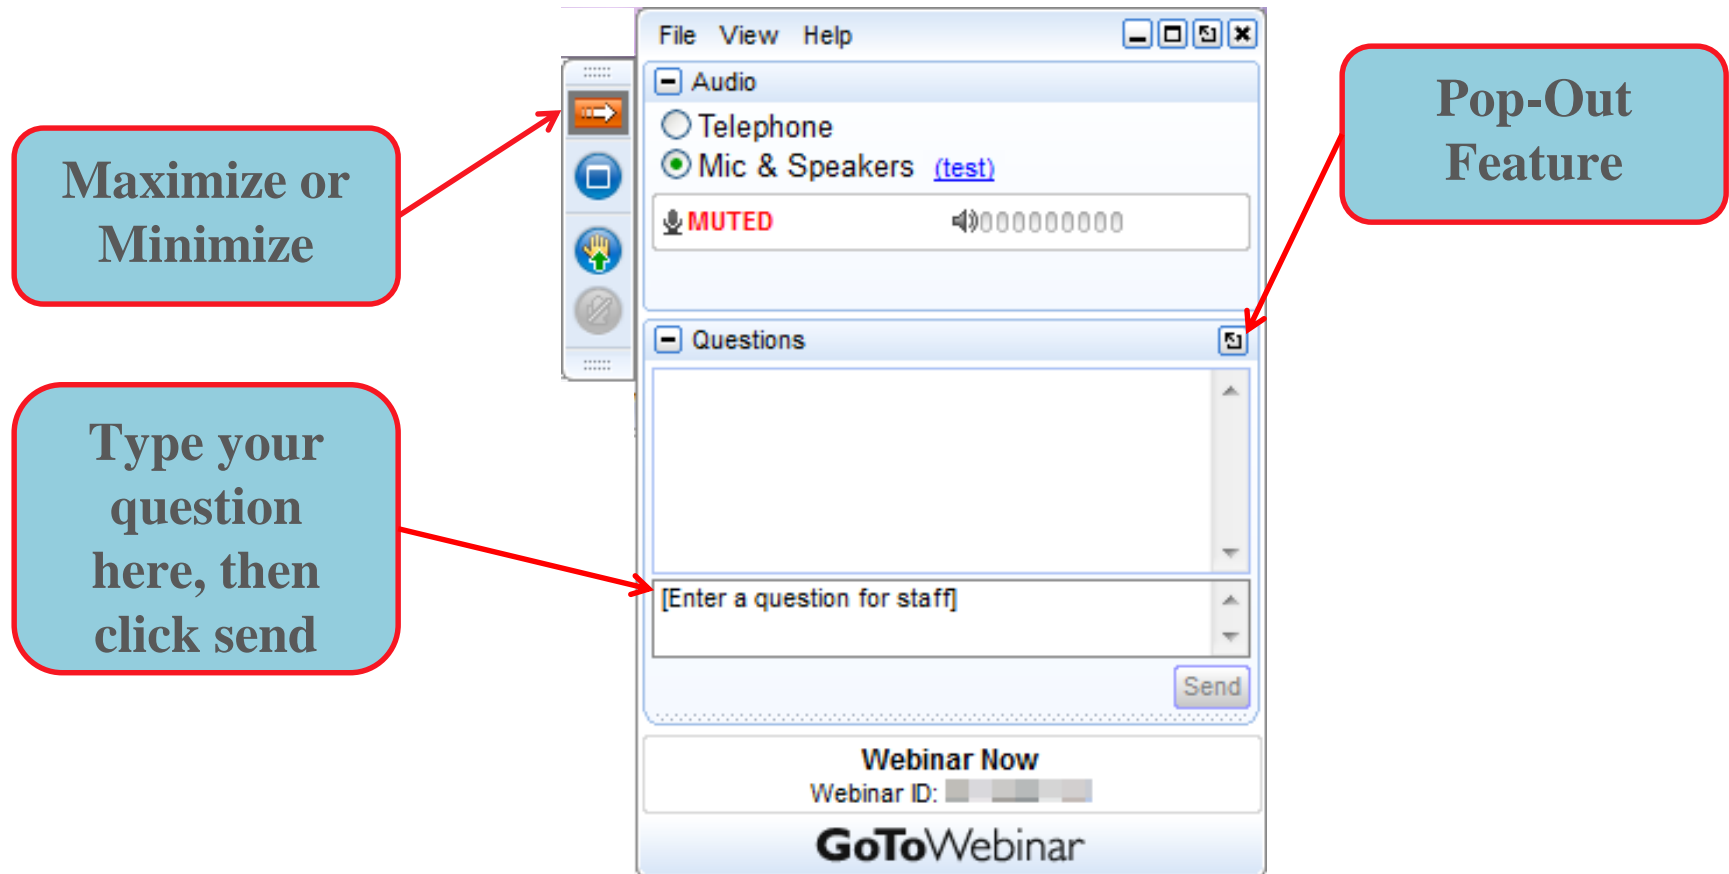 File View Help
Audio
Telephone
Mic & Speakers (test)
MUTED
Questions
[Enter a question for staff]
Send
Webinar Now
Webinar ID:
GoToWebinar
Maximize or
Minimize
Type your
question
here, then
click send
Pop-Out
Feature